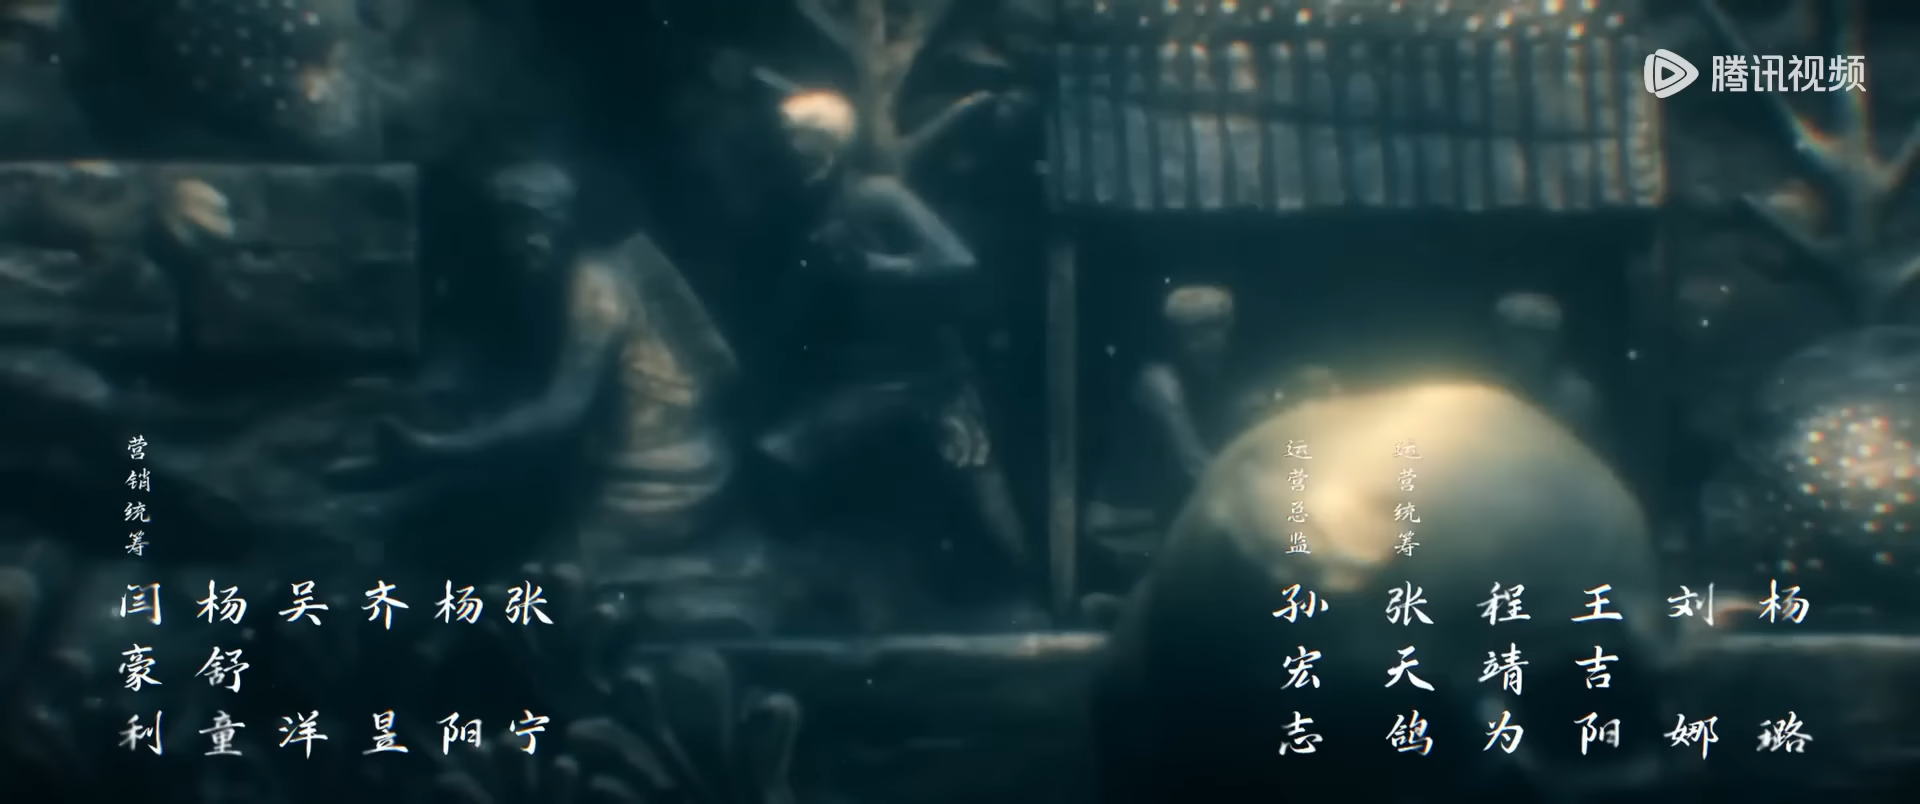 腾讯视频
营销统筹
闫豪利
杨舒童
吴洋
齐昱
杨阳
张宁
运营总监
孙宏志
运营统筹
张天鸽
程靖为
王吉阳
刘娜
杨璐